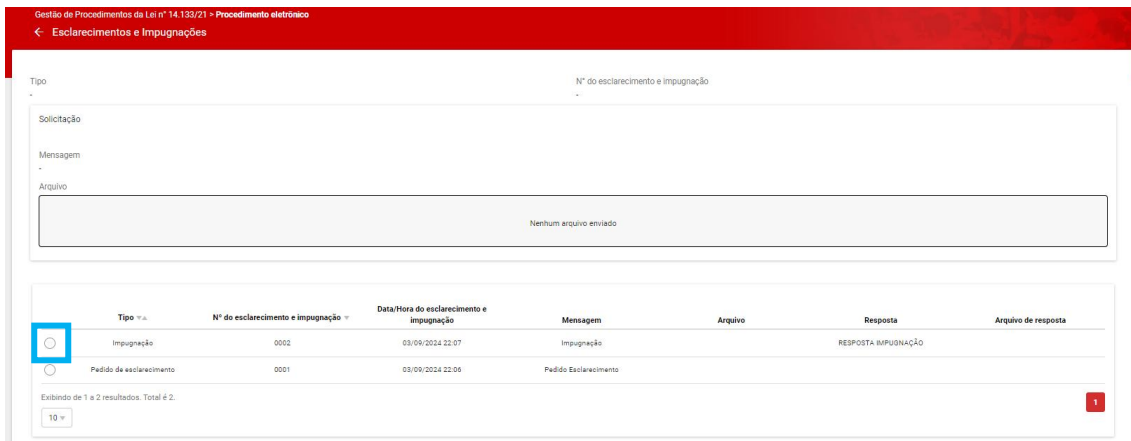 Gestão de Procedimentos da Lei n° 14.133/21 > Procedimento eletrônico
← Esclarecimentos e Impugnações
Tipo N° do esclarecimento e impugnação
- -
Solicitação
Mensagem
-
Arquivo
Nenhum arquivo enviado
Tipo Nº do esclarecimento e impugnação Data/Hora do esclarecimento e impugnação Mensagem Arquivo Resposta Arquivo de resposta
Impugnação 0002 03/09/2024 22:07 Impugnação RESPOSTA IMPUGNAÇÃO
Pedido de esclarecimento 0001 03/09/2024 22:06 Pedido Esclarecimento
Exibindo de 1 a 2 resultados. Total é 2.
1
10